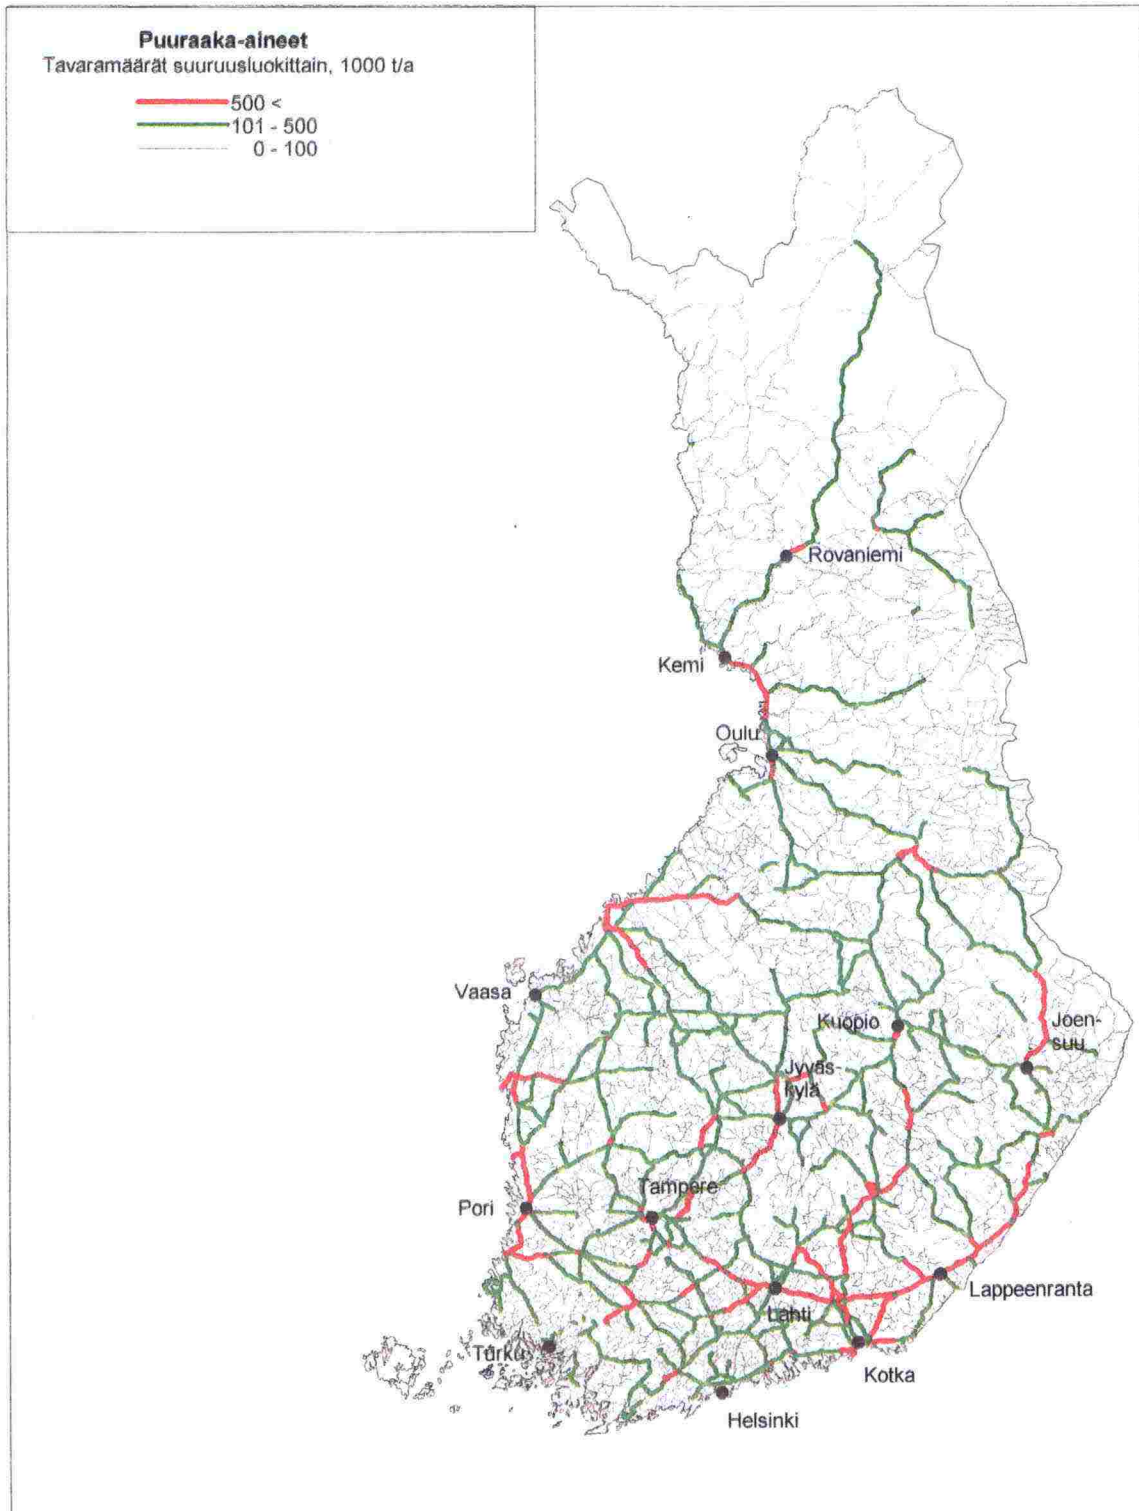 Puuraaka-aineet
Tavaramäärät suuruusluokittain, 1000 t/a
500 <
101 - 500
0 - 100
Rovaniemi
Kemi
Oulu
Vaasa
Kuopio
Joen-
suu
Jyväs-
kylä
Tampere
Pori
Lappeenranta
Lahti
Turku
Kotka
Helsinki